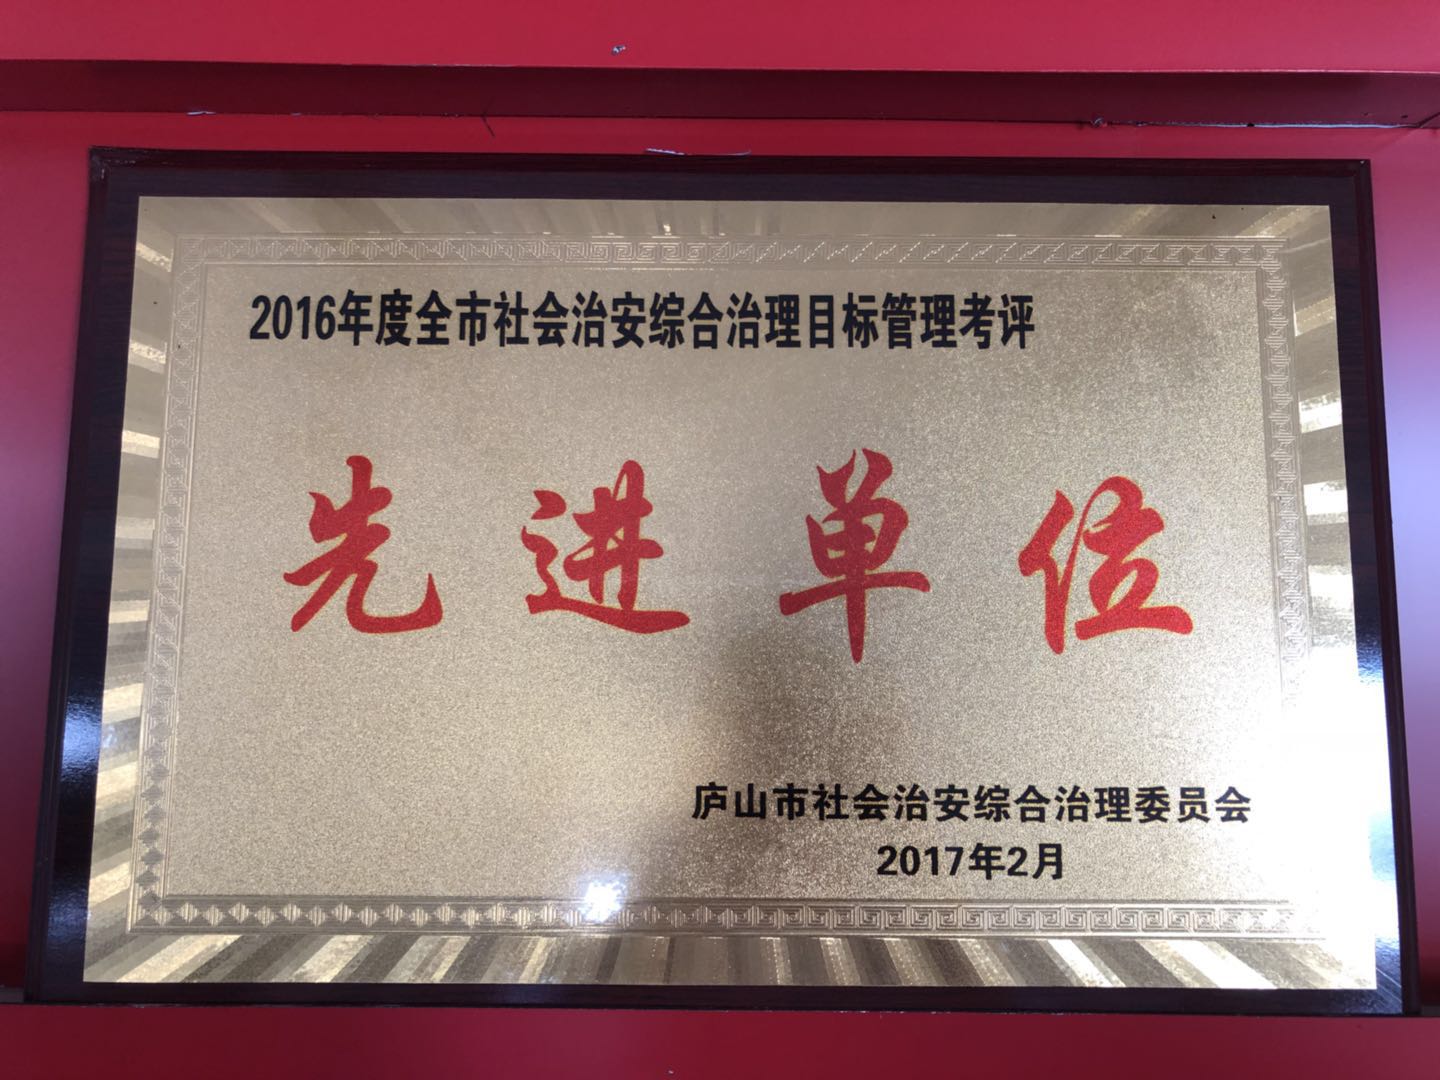 2016年度全市社会治安综合治理目标管理考评
先进单位
庐山市社会治安综合治理委员会
2017年2月